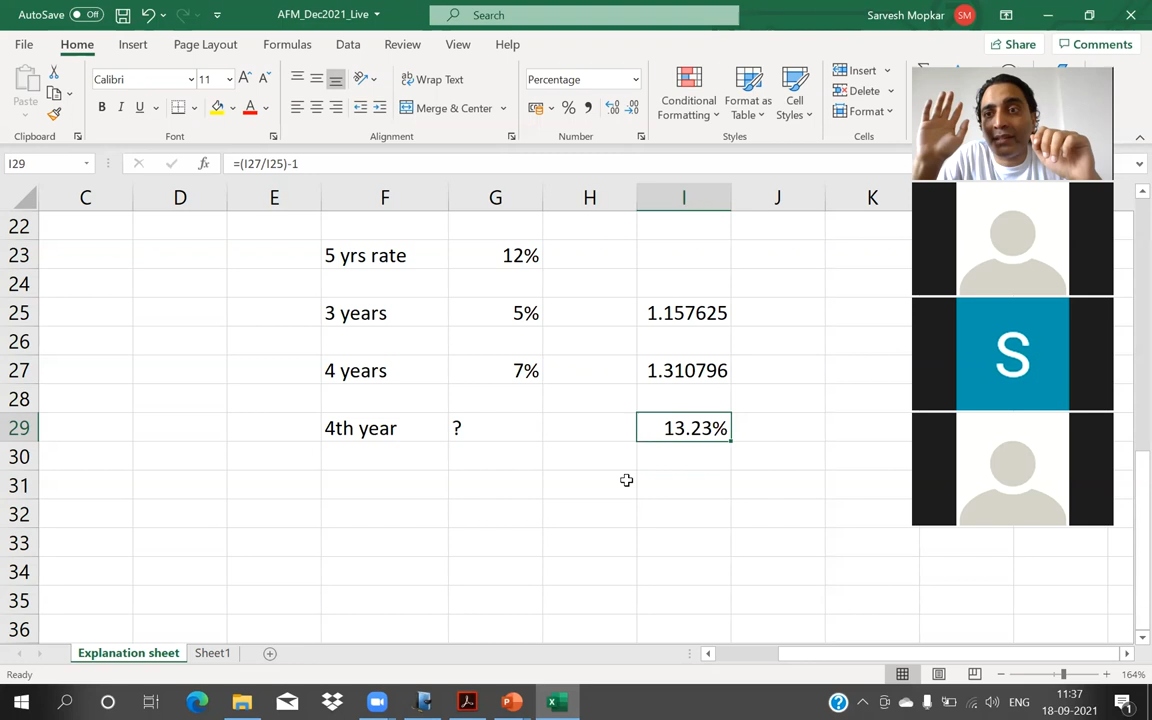 AutoSave Off AFM_Dec2021_Live Search Sarvesh Mopkar SM
File Home Insert Page Layout Formulas Data Review View Help Share Comments
Paste Calibri 11 Wrap Text Percentage Conditional Formatting Format as Table Cell Styles Insert
B I U A Merge & Center % Delete
Format
Clipboard Font Alignment Number Styles Cells
I29 fx =(I27/I25)-1
C D E F G H I J K
22
23 5 yrs rate 12%
24
25 3 years 5% 1.157625
26
27 4 years 7% 1.310796
28
29 4th year ? 13.23%
30
31
32
33
34
35
36
S
Explanation sheet Sheet1
Ready 164%
ENG 11:37
18-09-2021 1